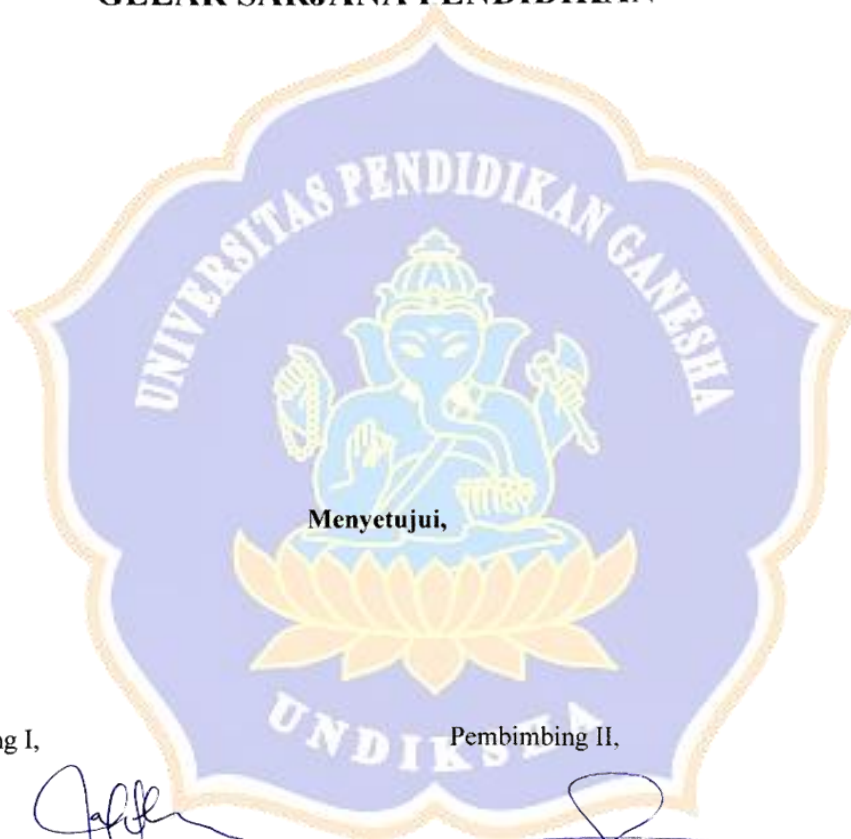 GELAR SARJANA PENDIDIKAN
UNIVERSITAS PENDIDIKAN GANESHA
Menyetujui,
UNDIKSHA
g I,
Pembimbing II,